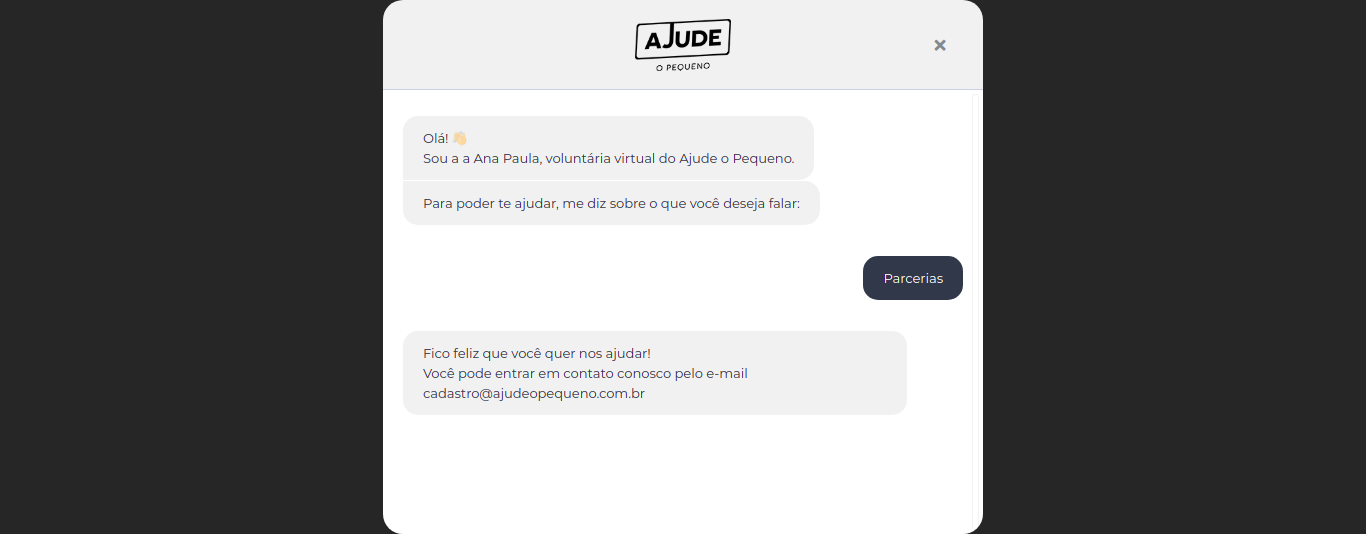 AJUDE
O PEQUENO
×
Olá! 👋🏻
Sou a a Ana Paula, voluntária virtual do Ajude o Pequeno.
Para poder te ajudar, me diz sobre o que você deseja falar:
Parcerias
Fico feliz que você quer nos ajudar!
Você pode entrar em contato conosco pelo e-mail
cadastro@ajudeopequeno.com.br